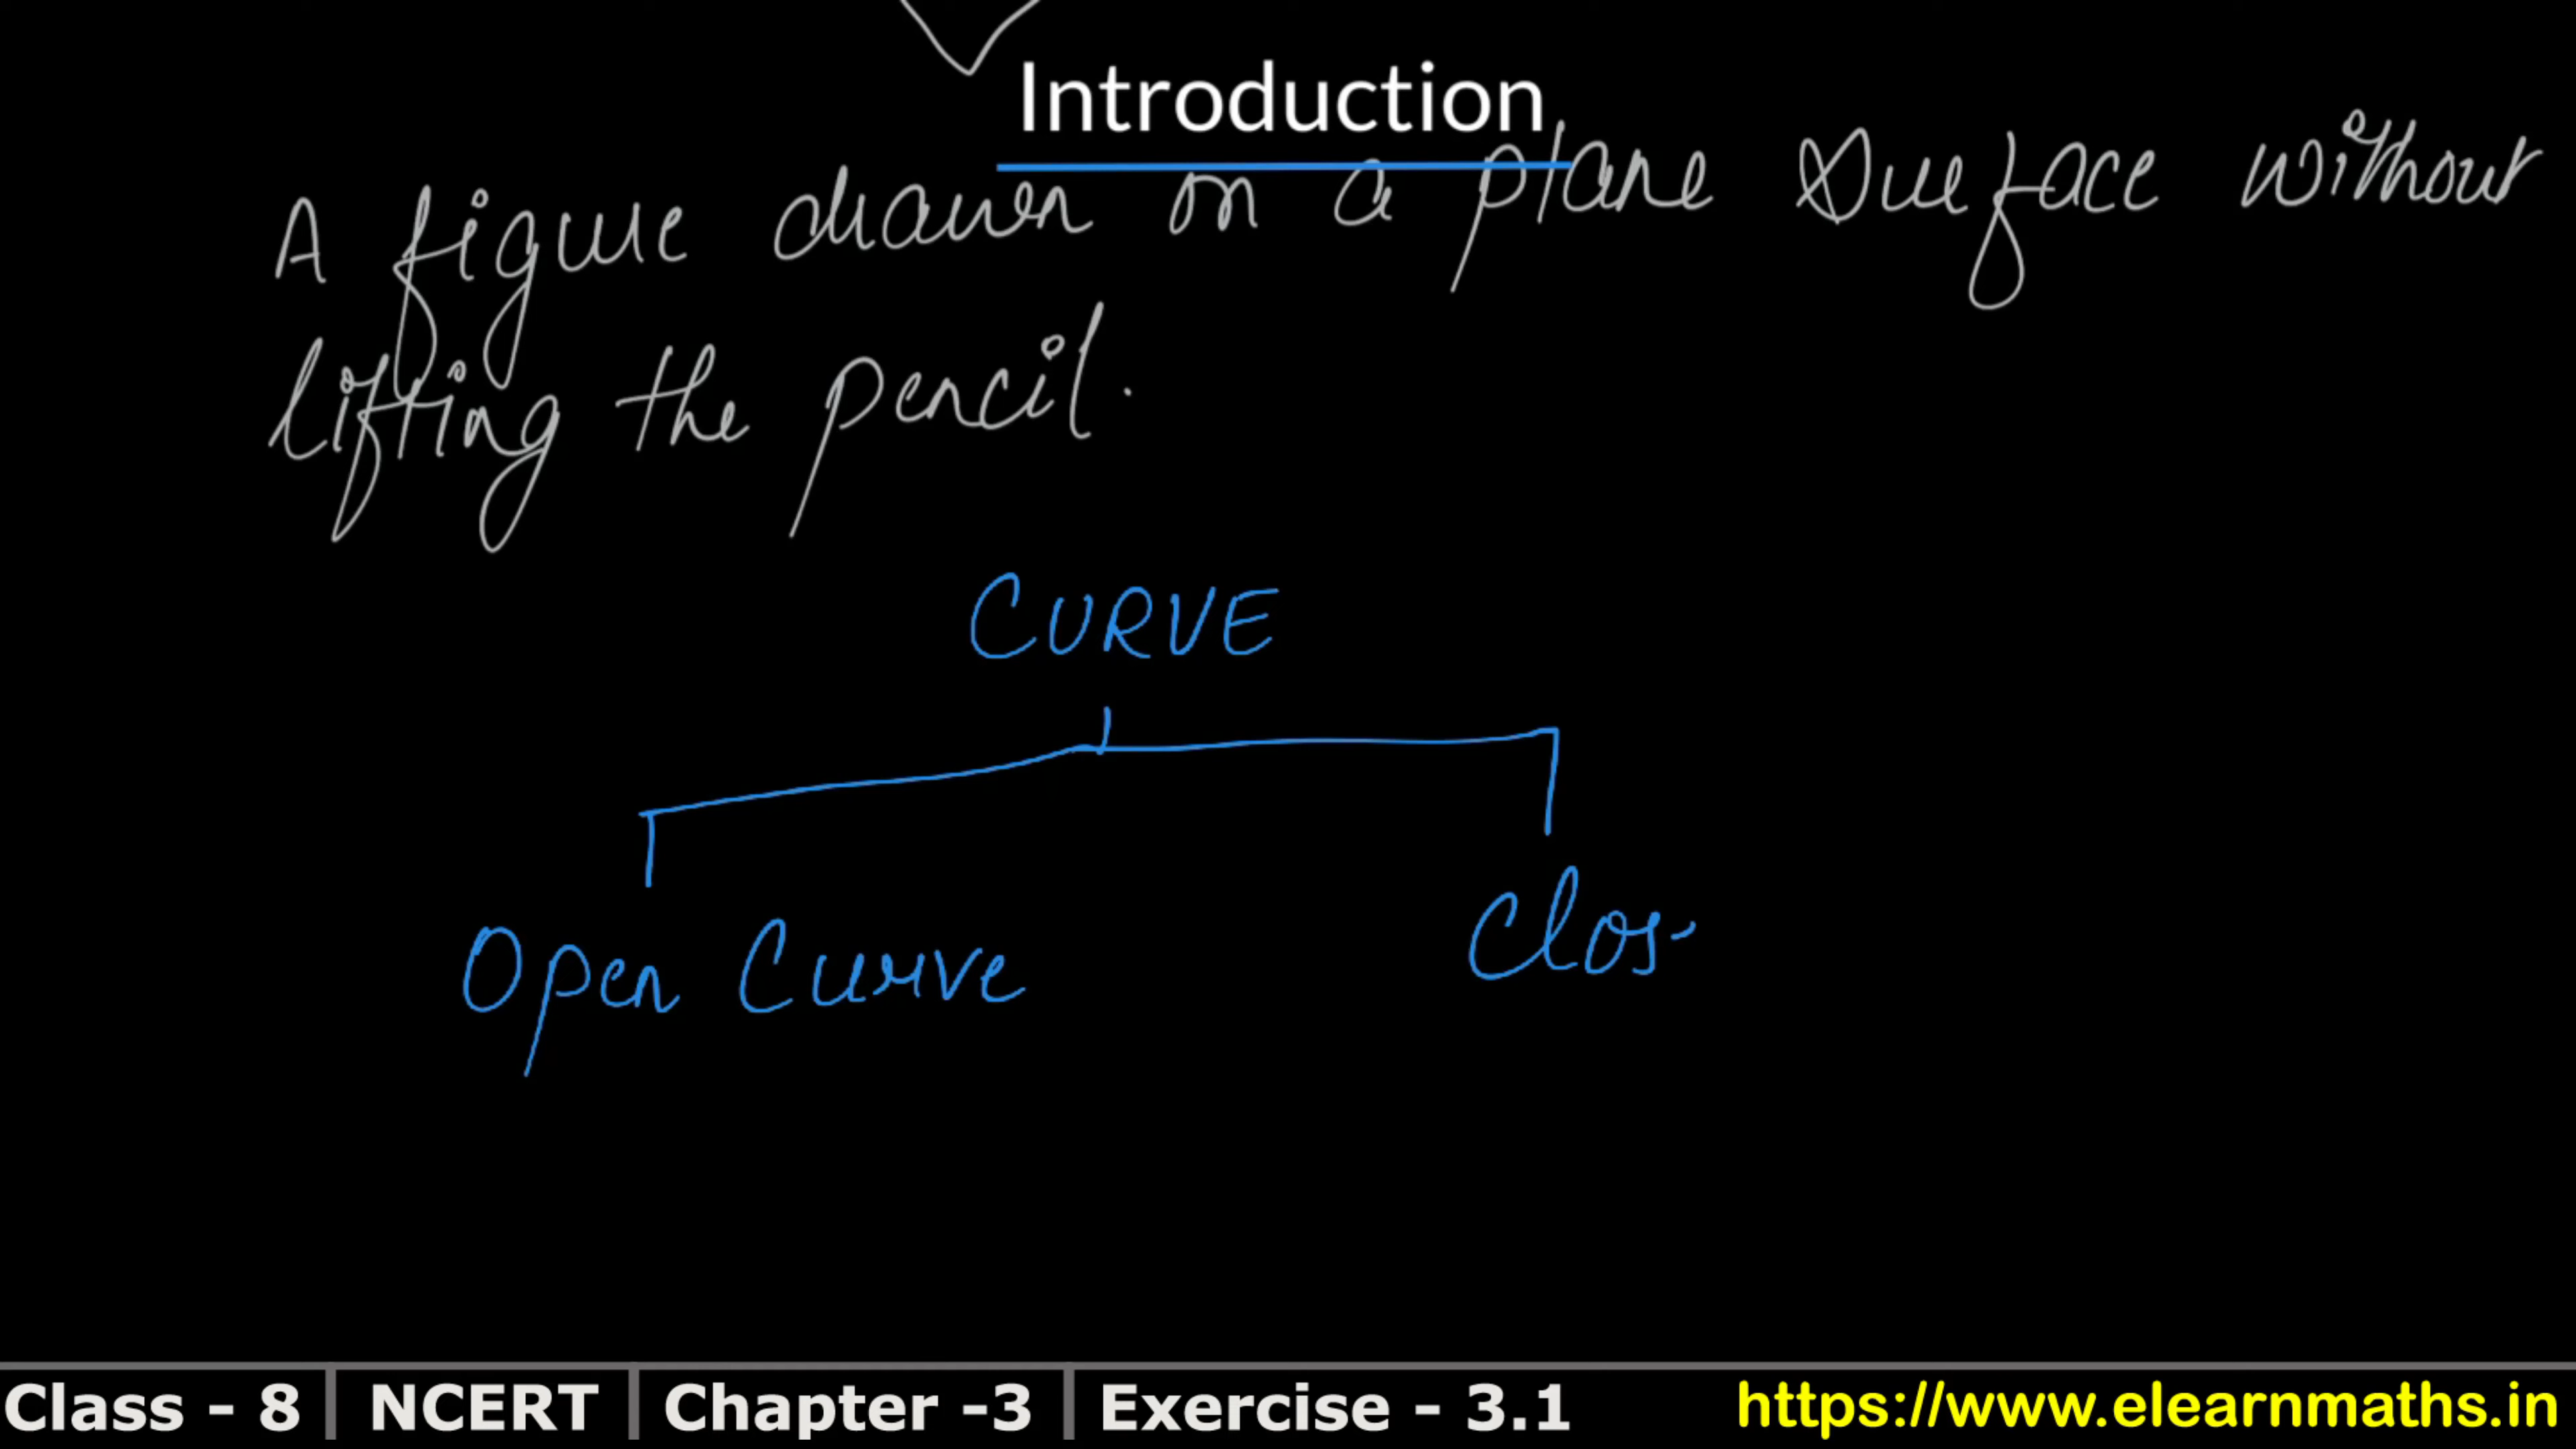 Introduction
A figure drawn on a plane surface without
lifting the pencil.
CURVE
Open Curve
Clos
Class - 8 | NCERT | Chapter -3 | Exercise - 3.1
https://www.elearnmaths.in